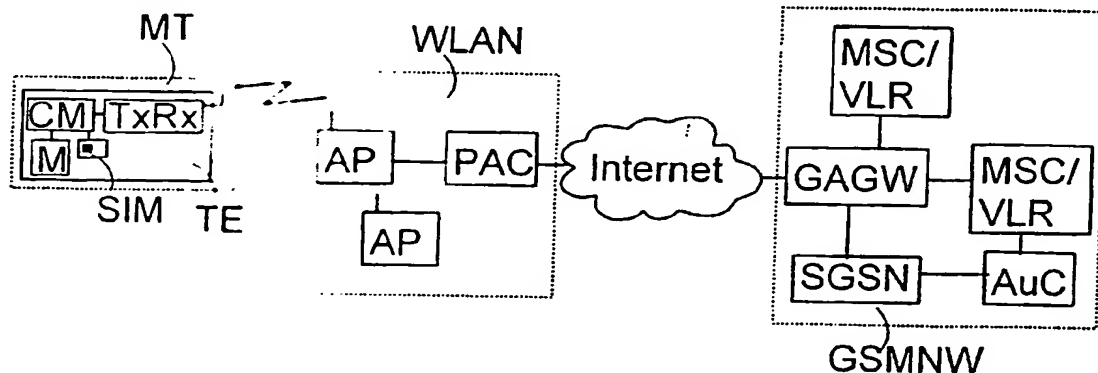 MT
WLAN
MSC/
VLR
CM
TxRx
M
SIM
TE
AP
PAC
Internet
GAGW
MSC/
VLR
AP
SGSN
AuC
GSMNW